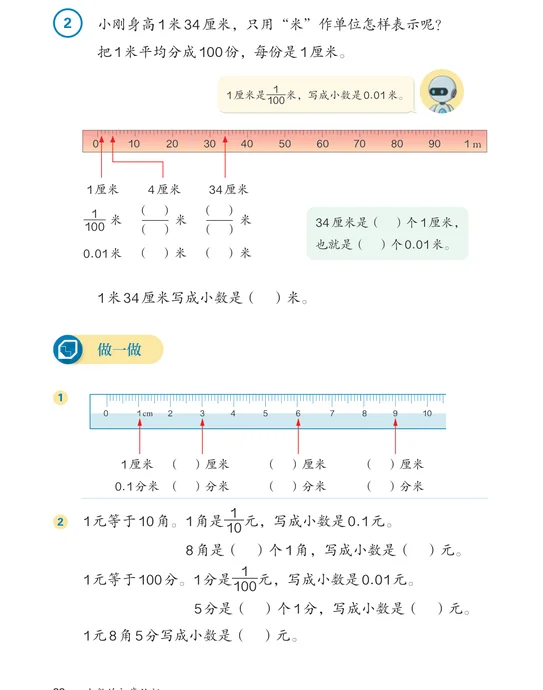 2 小刚身高1米34厘米，只用“米”作单位怎样表示呢？
把1米平均分成100份，每份是1厘米。
1厘米是1/100米，写成小数是0.01米。
0 10 20 30 40 50 60 70 80 90 1 m
1厘米 4厘米 34厘米
1/100 米 （ ）/（ ） 米 （ ）/（ ） 米
0.01米 （ ）米 （ ）米
34厘米是（ ）个1厘米，
也就是（ ）个0.01米。
1米34厘米写成小数是（ ）米。
做一做
1
0 1 cm 2 3 4 5 6 7 8 9 10
1厘米 （ ）厘米 （ ）厘米 （ ）厘米
0.1分米 （ ）分米 （ ）分米 （ ）分米
2 1元等于10角。1角是1/10元，写成小数是0.1元。
8角是（ ）个1角，写成小数是（ ）元。
1元等于100分。1分是1/100元，写成小数是0.01元。
5分是（ ）个1分，写成小数是（ ）元。
1元8角5分写成小数是（ ）元。